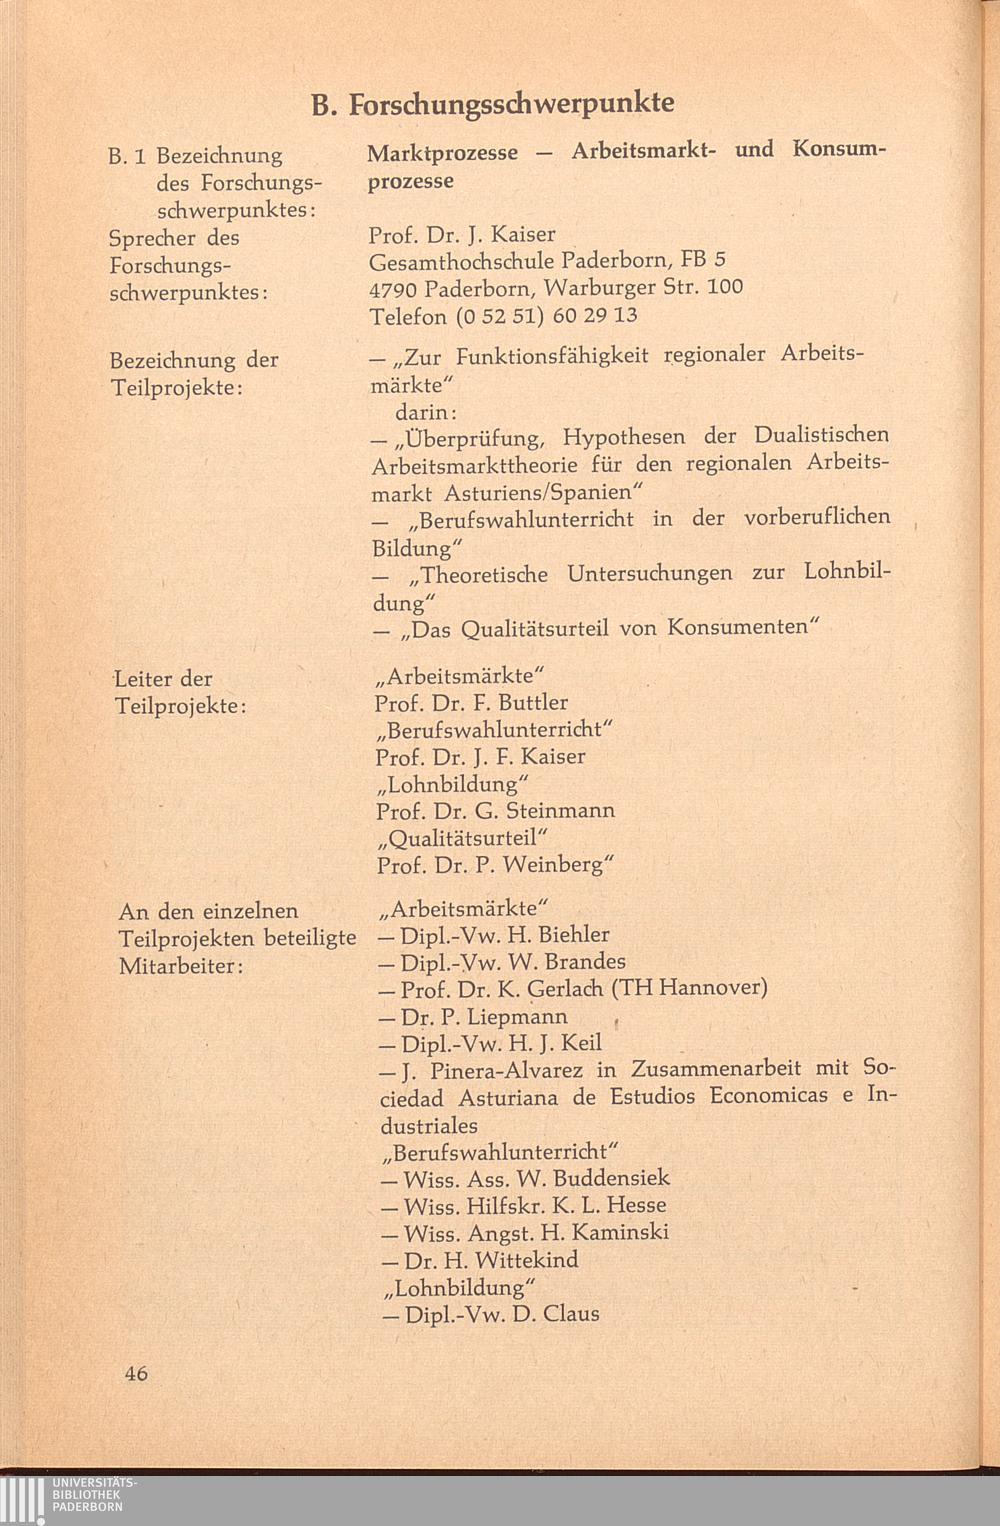 B. Forschungsschwerpunkte
B. 1 Bezeichnung
des Forschungs-
schwerpunktes:
Marktprozesse — Arbeitsmarkt- und Konsum-
prozesse
Sprecher des
Forschungs-
schwerpunktes:
Prof. Dr. J. Kaiser
Gesamthochschule Paderborn, FB 5
4790 Paderborn, Warburger Str. 100
Telefon (0 52 51) 60 29 13
Bezeichnung der
Teilprojekte:
— „Zur Funktionsfähigkeit regionaler Arbeits-
märkte"
darin:
— „Überprüfung, Hypothesen der Dualistischen
Arbeitsmarkttheorie für den regionalen Arbeits-
markt Asturiens/Spanien"
— „Berufswahlunterricht in der vorberuflichen
Bildung"
— „Theoretische Untersuchungen zur Lohnbil-
dung"
— „Das Qualitätsurteil von Konsumenten"
Leiter der
Teilprojekte:
„Arbeitsmärkte"
Prof. Dr. F. Buttler
„Berufswahlunterricht"
Prof. Dr. J. F. Kaiser
„Lohnbildung"
Prof. Dr. G. Steinmann
„Qualitätsurteil"
Prof. Dr. P. Weinberg"
An den einzelnen
Teilprojekten beteiligte
Mitarbeiter:
„Arbeitsmärkte"
— Dipl.-Vw. H. Biehler
— Dipl.-Vw. W. Brandes
— Prof. Dr. K. Gerlach (TH Hannover)
— Dr. P. Liepmann
— Dipl.-Vw. H. J. Keil
— J. Pinera-Alvarez in Zusammenarbeit mit So-
ciedad Asturiana de Estudios Economicas e In-
dustriales
„Berufswahlunterricht"
— Wiss. Ass. W. Buddensiek
— Wiss. Hilfskr. K. L. Hesse
— Wiss. Angst. H. Kaminski
— Dr. H. Wittekind
„Lohnbildung"
— Dipl.-Vw. D. Claus
46
UNIVERSITÄTS-
BIBLIOTHEK
PADERBORN